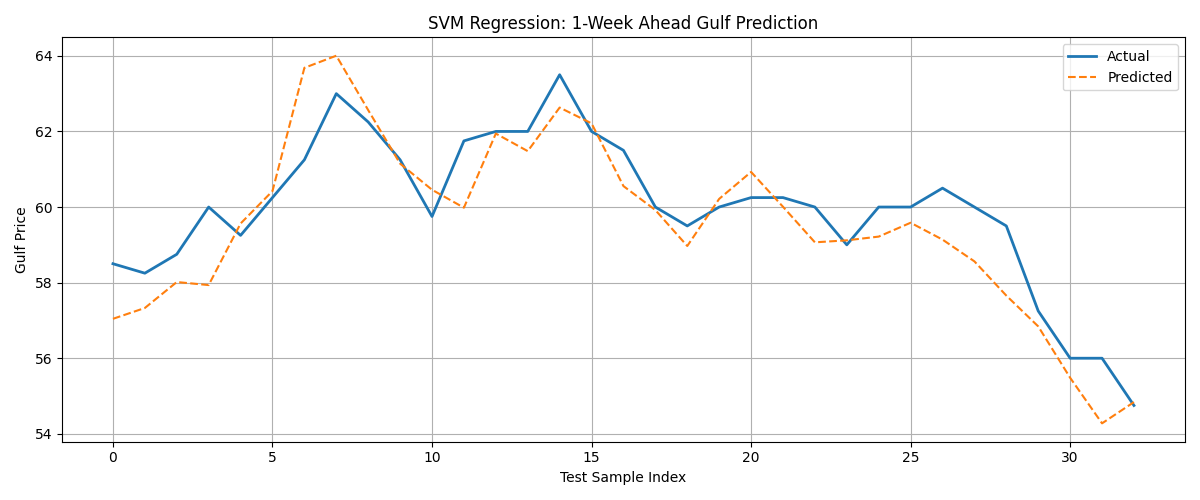 SVM Regression: 1-Week Ahead Gulf Prediction
Actual
Predicted
Gulf Price
64
62
60
58
56
54
0 5 10 15 20 25 30
Test Sample Index